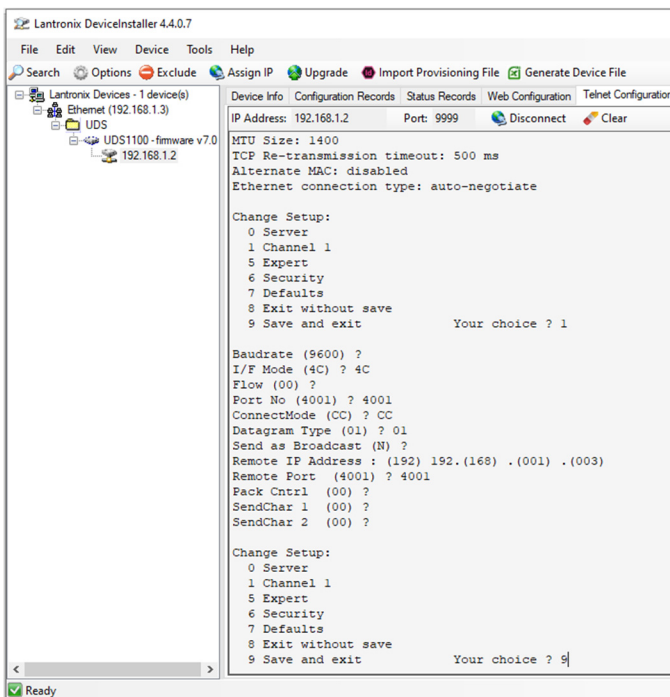 Lantronix DeviceInstaller 4.4.0.7
File Edit View Device Tools Help
Search Options Exclude Assign IP Upgrade Import Provisioning File Generate Device File
Lantronix Devices - 1 device(s)
Ethernet (192.168.1.3)
UDS
UDS1100 - firmware v7.0
192.168.1.2
Device Info Configuration Records Status Records Web Configuration Telnet Configuration
IP Address: 192.168.1.2 Port: 9999 Disconnect Clear
MTU Size: 1400
TCP Re-transmission timeout: 500 ms
Alternate MAC: disabled
Ethernet connection type: auto-negotiate
Change Setup:
0 Server
1 Channel 1
5 Expert
6 Security
7 Defaults
8 Exit without save
9 Save and exit Your choice ? 1
Baudrate (9600) ?
I/F Mode (4C) ? 4C
Flow (00) ?
Port No (4001) ? 4001
ConnectMode (CC) ? CC
Datagram Type (01) ? 01
Send as Broadcast (N) ?
Remote IP Address : (192) 192.(168) .(001) .(003)
Remote Port (4001) ? 4001
Pack Cntrl (00) ?
SendChar 1 (00) ?
SendChar 2 (00) ?
Change Setup:
0 Server
1 Channel 1
5 Expert
6 Security
7 Defaults
8 Exit without save
9 Save and exit Your choice ? 9
Ready